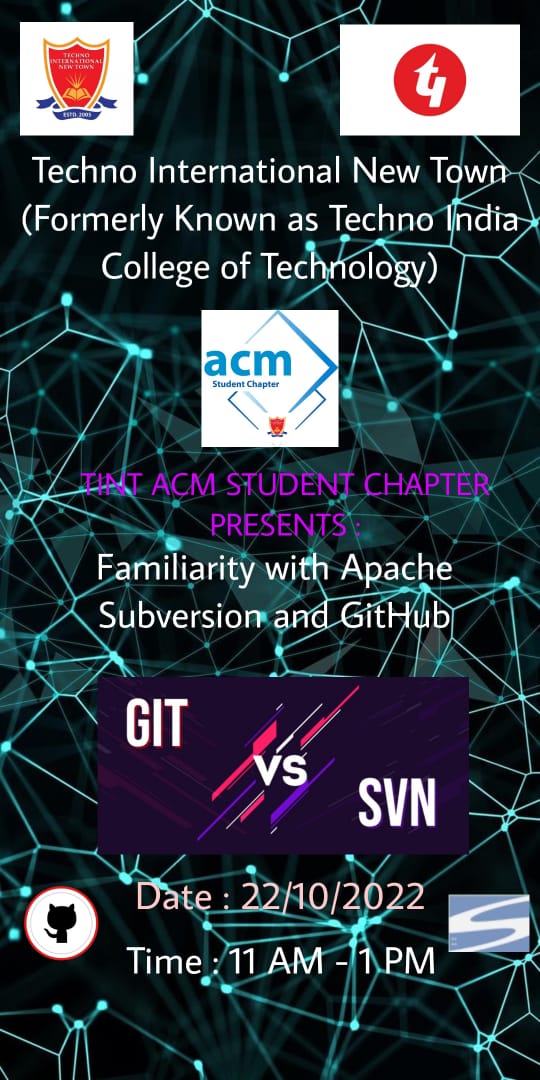 TECHNO
INTERNATIONAL
NEW TOWN
ESTD. 2005
Techno International New Town
(Formerly Known as Techno India
College of Technology)
acm
Student Chapter
TINT ACM STUDENT CHAPTER
PRESENTS :
Familiarity with Apache
Subversion and GitHub
GIT
VS
SVN
Date : 22/10/2022
Time : 11 AM - 1 PM